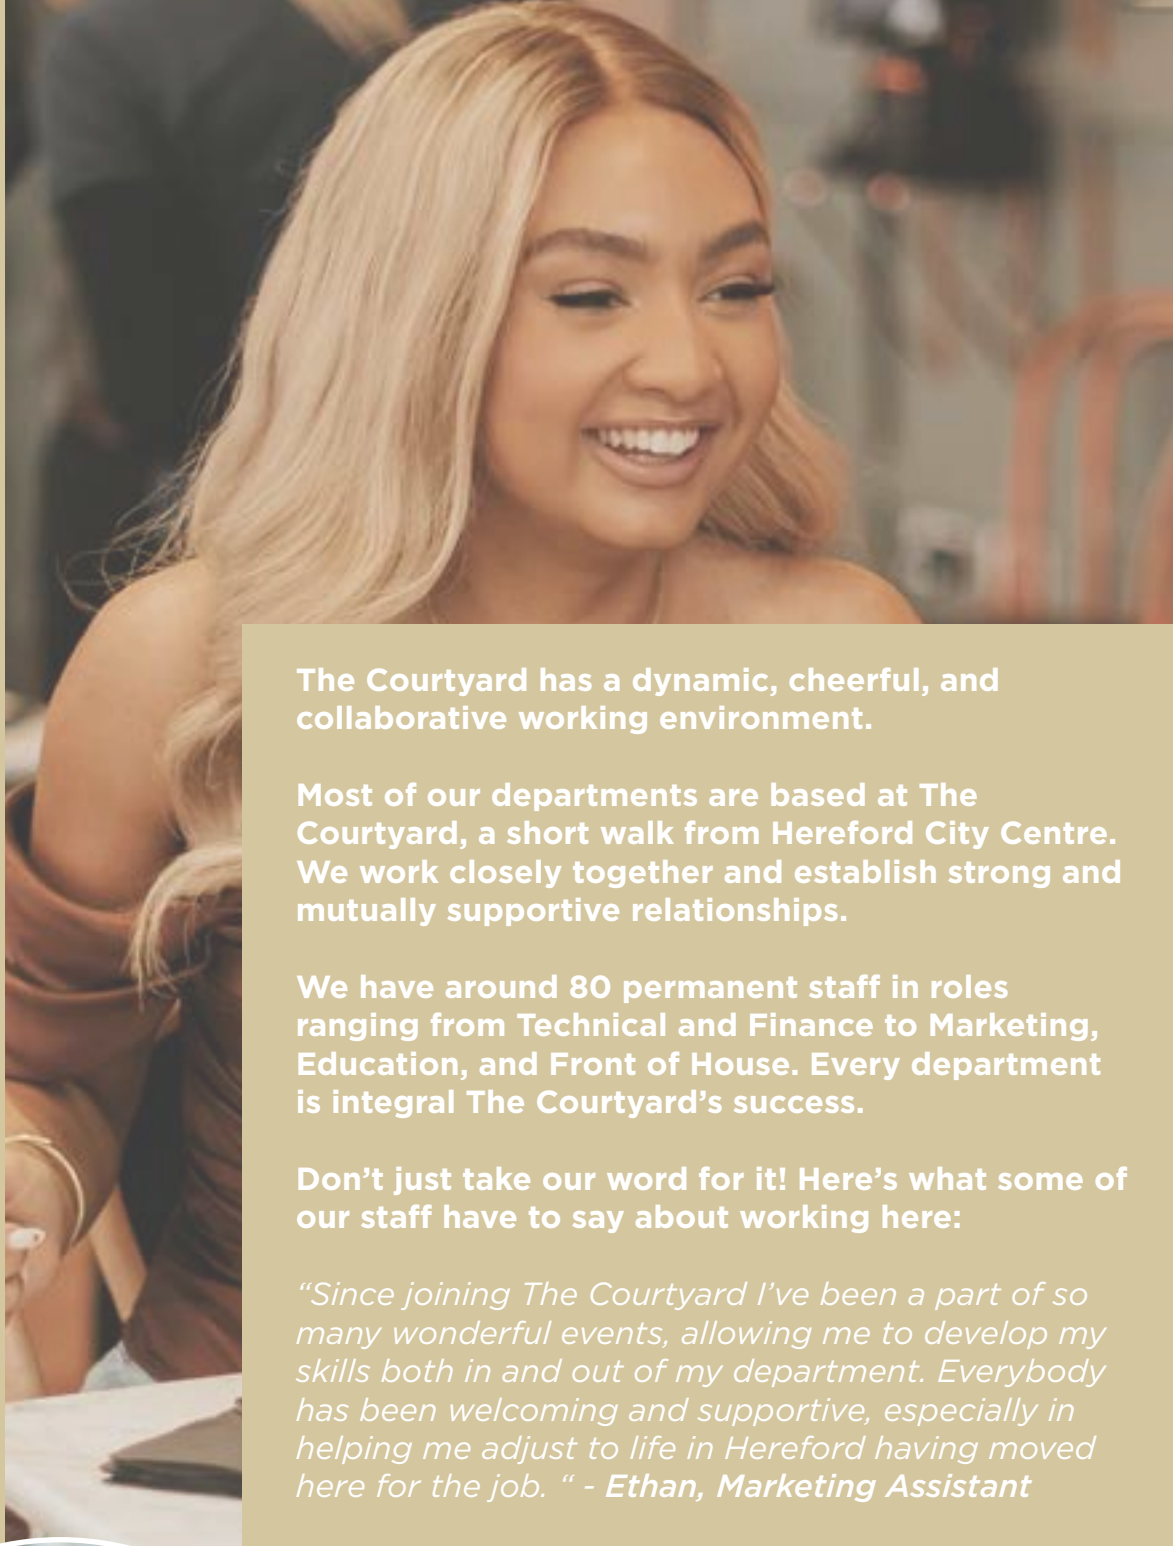 The Courtyard has a dynamic, cheerful, and
collaborative working environment.
Most of our departments are based at The
Courtyard, a short walk from Hereford City Centre.
We work closely together and establish strong and
mutually supportive relationships.
We have around 80 permanent staff in roles
ranging from Technical and Finance to Marketing,
Education, and Front of House. Every department
is integral The Courtyard’s success.
Don’t just take our word for it! Here’s what some of
our staff have to say about working here:
“Since joining The Courtyard I’ve been a part of so
many wonderful events, allowing me to develop my
skills both in and out of my department. Everybody
has been welcoming and supportive, especially in
helping me adjust to life in Hereford having moved
here for the job. “ - Ethan, Marketing Assistant